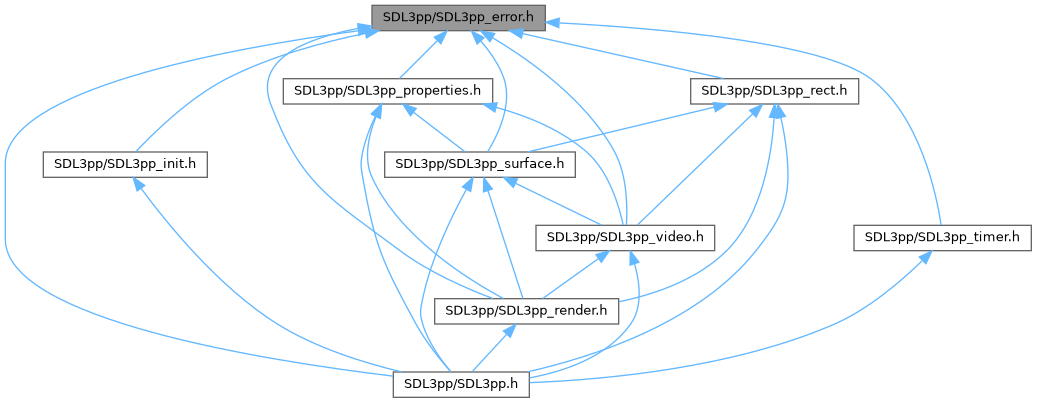 SDL3pp/SDL3pp_error.h
SDL3pp/SDL3pp_properties.h
SDL3pp/SDL3pp_rect.h
SDL3pp/SDL3pp_init.h
SDL3pp/SDL3pp_surface.h
SDL3pp/SDL3pp_video.h
SDL3pp/SDL3pp_timer.h
SDL3pp/SDL3pp_render.h
SDL3pp/SDL3pp.h